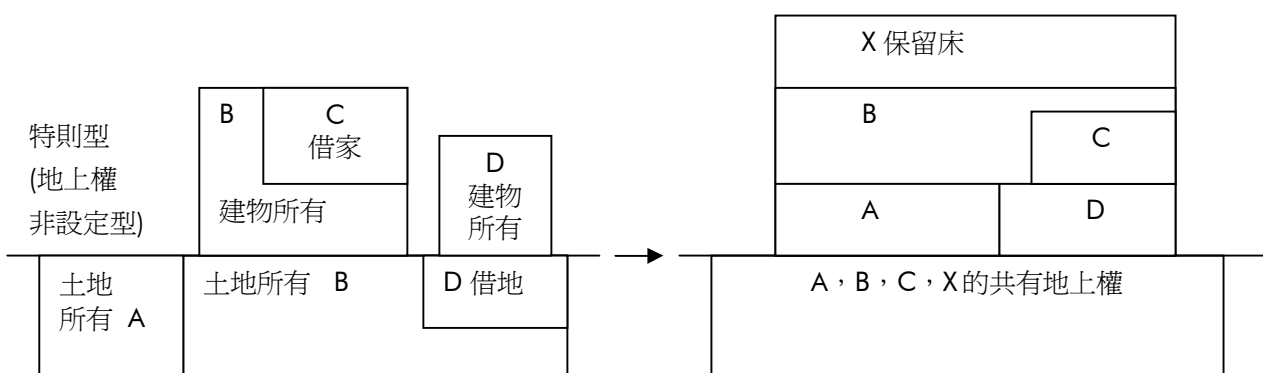 特則型
(地上權
非設定型)
B
C
借家
建物所有
D
建物
所有
土地
所有 A
土地所有 B
D 借地
X 保留床
B
C
A
D
A，B，C，X的共有地上權